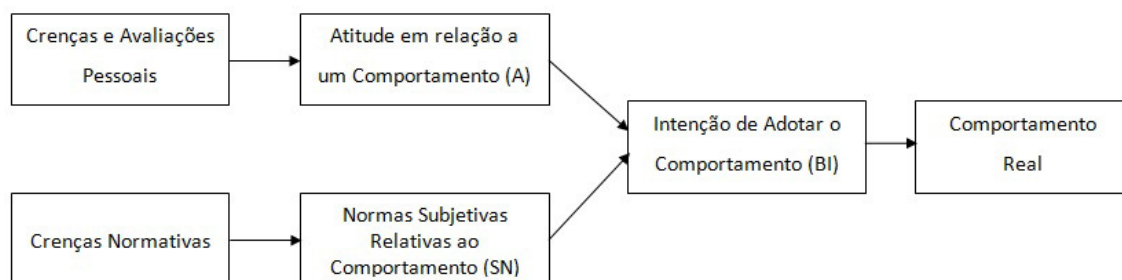 Crenças e Avaliações
Pessoais
Atitude em relação a
um Comportamento (A)
Intenção de Adotar o
Comportamento (BI)
Comportamento
Real
Crenças Normativas
Normas Subjetivas
Relativas ao
Comportamento (SN)